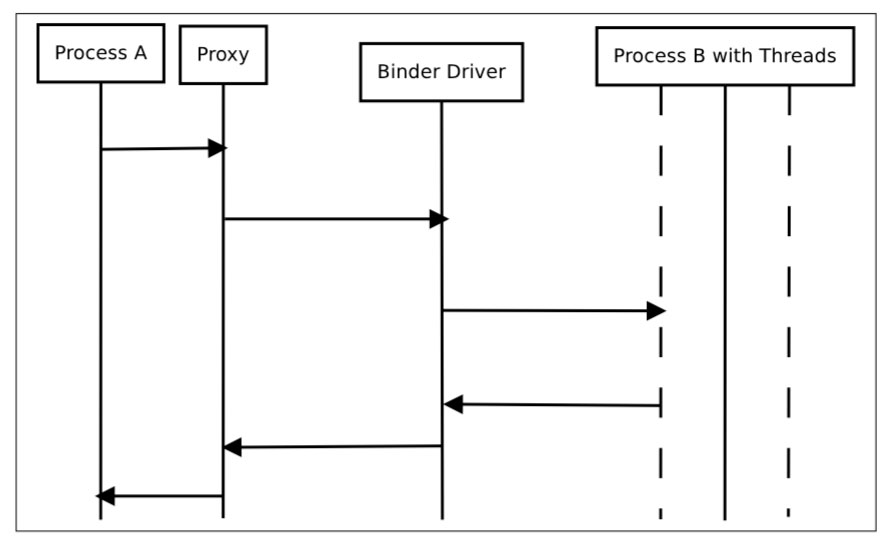 Process A
Proxy
Binder Driver
Process B with Threads